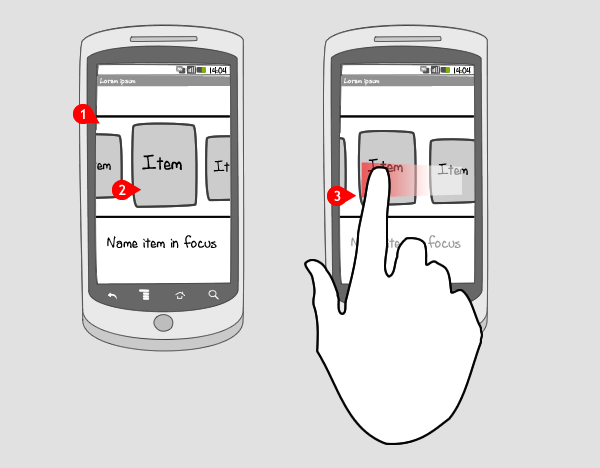 14:04
Lorem Ipsum
1
em
Item
It
2
Name item in focus
14:04
Lorem Ipsum
Item
Item
3
N
te
focus